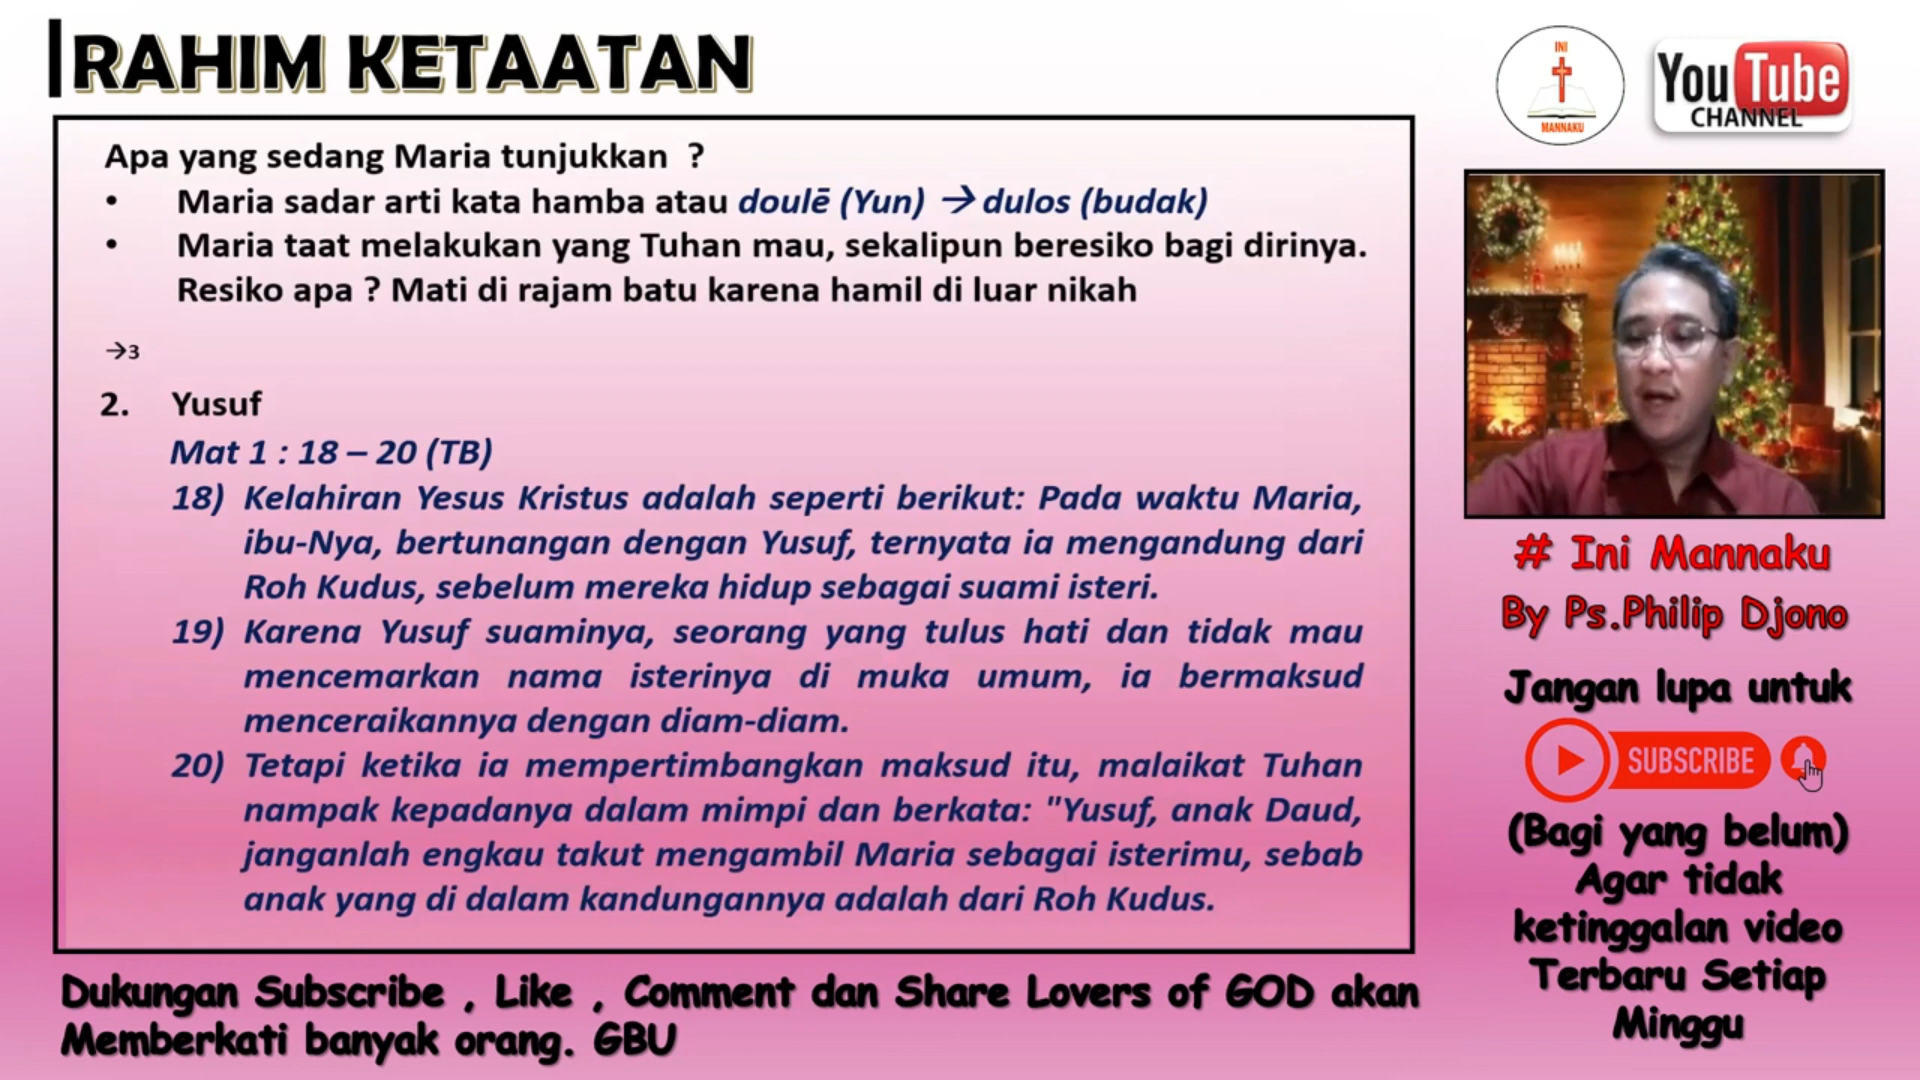 RAHIM KETAATAN
Apa yang sedang Maria tunjukkan ?
• Maria sadar arti kata hamba atau doulē (Yun) → dulos (budak)
• Maria taat melakukan yang Tuhan mau, sekalipun beresiko bagi dirinya.
Resiko apa ? Mati di rajam batu karena hamil di luar nikah
→3
2. Yusuf
Mat 1 : 18 – 20 (TB)
18) Kelahiran Yesus Kristus adalah seperti berikut: Pada waktu Maria,
ibu-Nya, bertunangan dengan Yusuf, ternyata ia mengandung dari
Roh Kudus, sebelum mereka hidup sebagai suami isteri.
19) Karena Yusuf suaminya, seorang yang tulus hati dan tidak mau
mencemarkan nama isterinya di muka umum, ia bermaksud
menceraikannya dengan diam-diam.
20) Tetapi ketika ia mempertimbangkan maksud itu, malaikat Tuhan
nampak kepadanya dalam mimpi dan berkata: "Yusuf, anak Daud,
janganlah engkau takut mengambil Maria sebagai isterimu, sebab
anak yang di dalam kandungannya adalah dari Roh Kudus.
Dukungan Subscribe , Like , Comment dan Share Lovers of GOD akan
Memberkati banyak orang. GBU
INI
MANNAKU
YouTube
CHANNEL
# Ini Mannaku
By Ps.Philip Djono
Jangan lupa untuk
SUBSCRIBE
(Bagi yang belum)
Agar tidak
ketinggalan video
Terbaru Setiap
Minggu